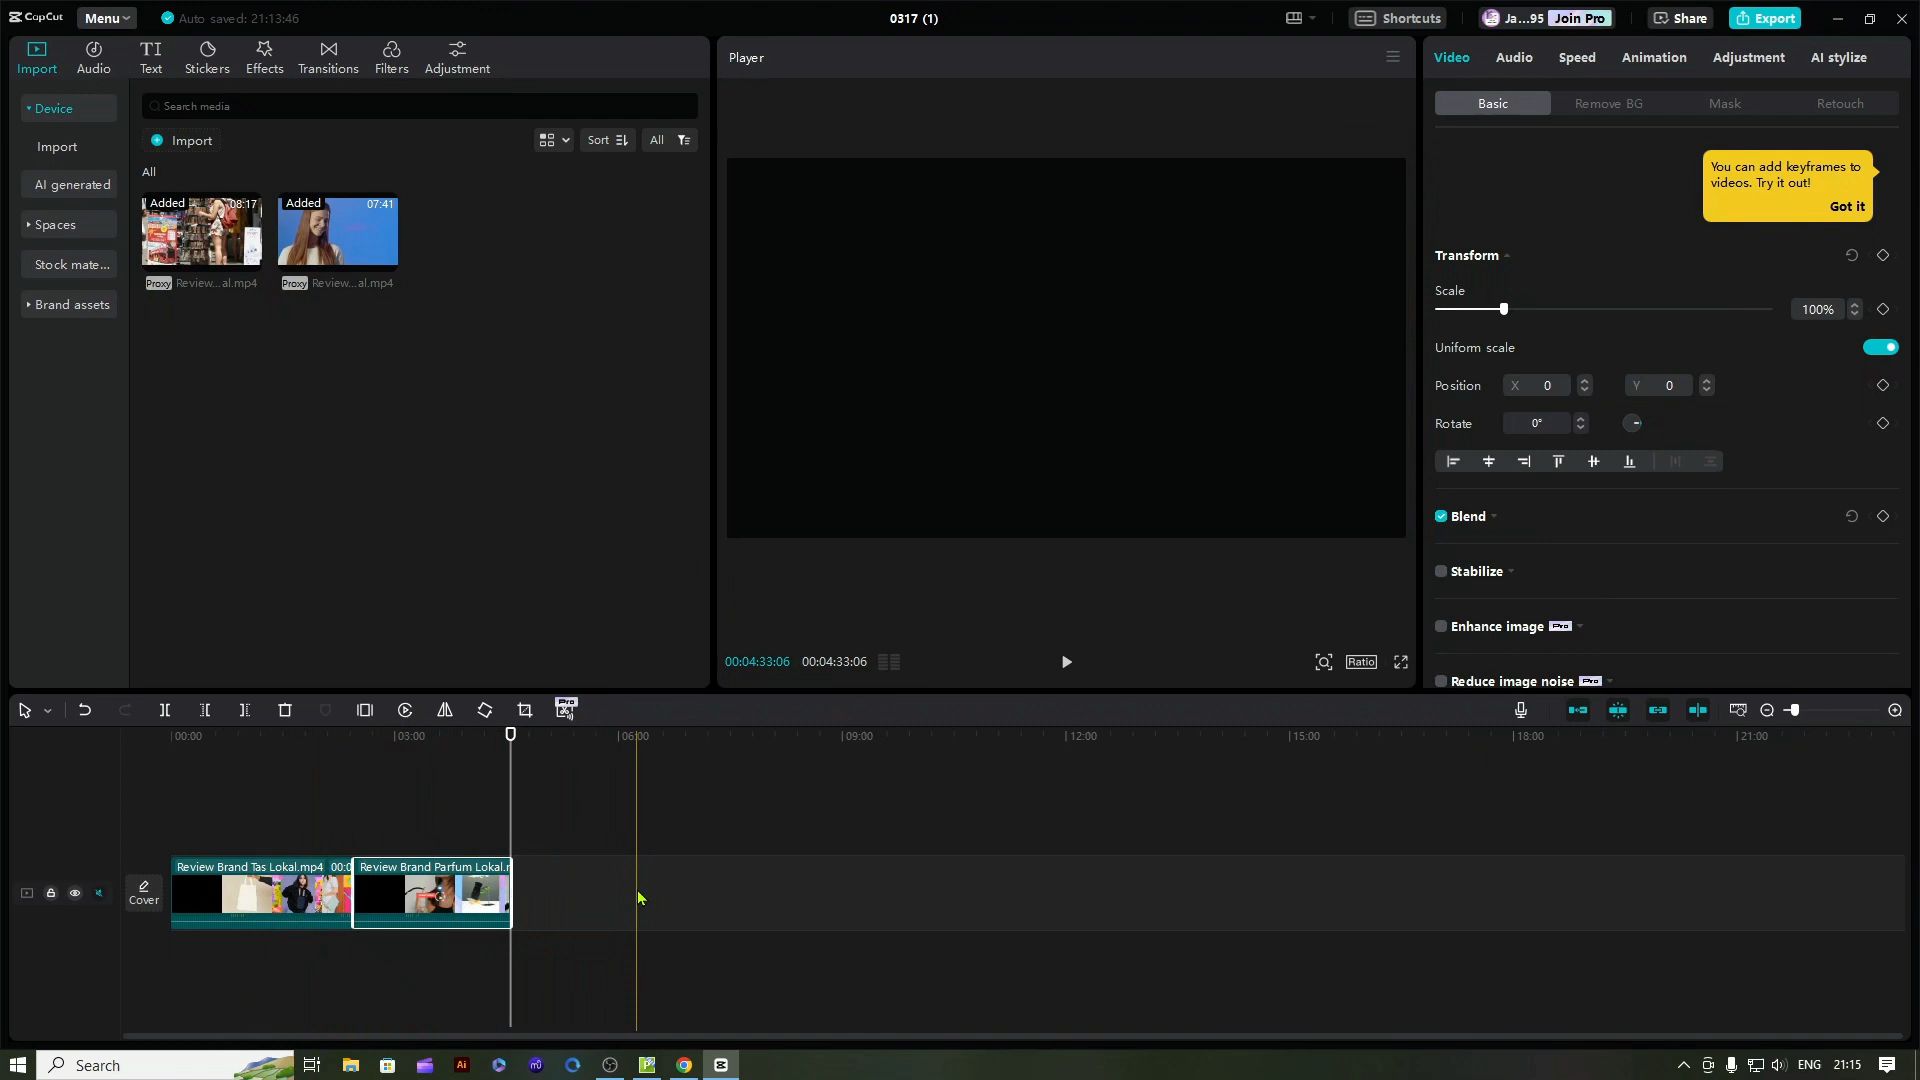 CapCut
Menu
Auto saved: 21:13:46
0317 (1)
Shortcuts
Ja...95
Join Pro
Share
Export
Import
Audio
Text
Stickers
Effects
Transitions
Filters
Adjustment
Player
Video
Audio
Speed
Animation
Adjustment
AI stylize
Device
Import
AI generated
Spaces
Stock mate...
Brand assets
Search media
Import
Sort
All
All
Added
08:17
Added
07:41
Proxy Review...al.mp4
Proxy Review...al.mp4
Basic
Remove BG
Mask
Retouch
You can add keyframes to
videos. Try it out!
Got it
Transform
Scale
100%
Uniform scale
Position
X 0
Y 0
Rotate
0°
Blend
Stabilize
Enhance image Pro
Reduce image noise Pro
00:04:33:06 00:04:33:06
Ratio
Pro
00:00
03:00
06:00
09:00
12:00
15:00
18:00
21:00
Cover
Review Brand Tas Lokal.mp4 00:0
Review Brand Parfum Lokal.
Search
Ai
ENG
21:15